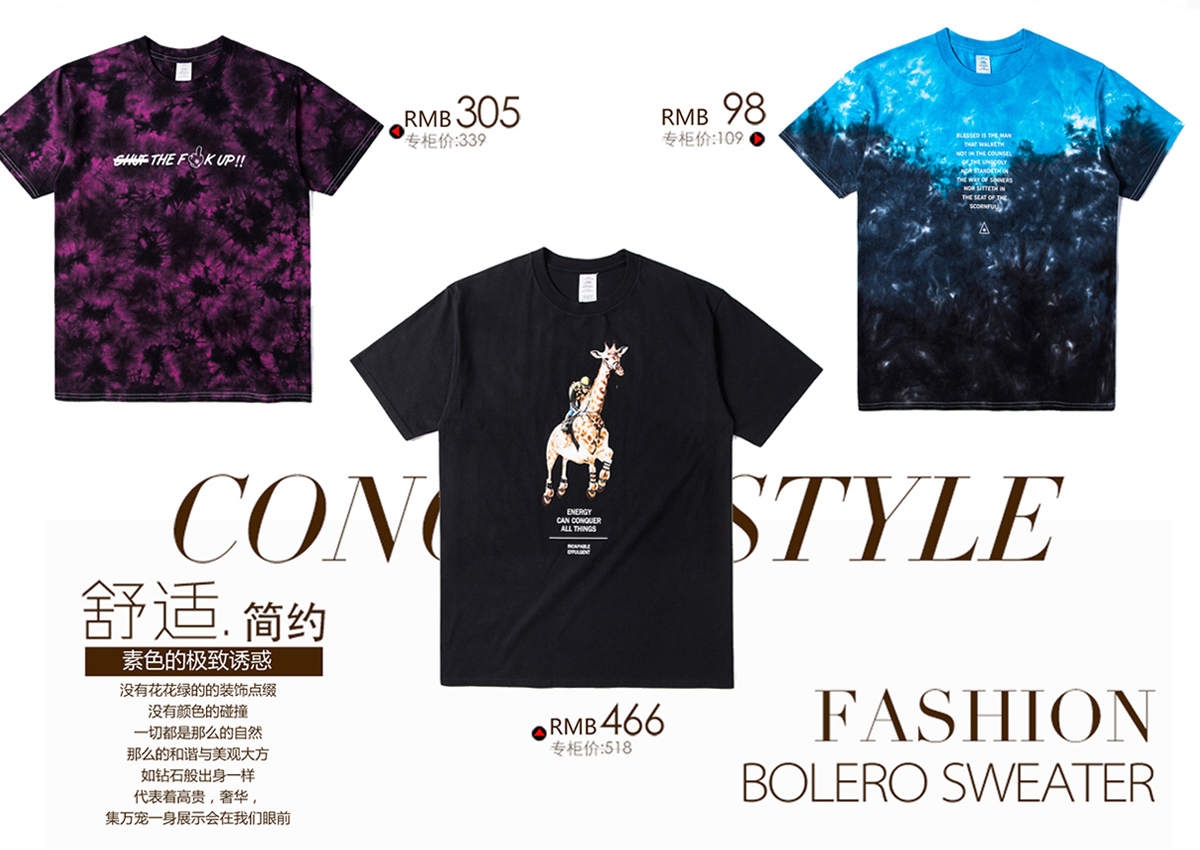 SHUT THE F K UP!!
RMB 305
专柜价:339
RMB 98
专柜价:109
BLESSED IS THE MAN
THAT WALKETH
NOT IN THE COUNSEL
OF THE UNGODLY
NOR STANDETH IN
THE WAY OF SINNERS
NOR SITTETH IN
THE SEAT OF THE
SCORNFUL
ENERGY
CAN CONQUER
ALL THINGS
INCAPABLE
EFFULGENT
CON STYLE
舒适.简约
素色的极致诱惑
没有花花绿的的装饰点缀
没有颜色的碰撞
一切都是那么的自然
那么的和谐与美观大方
如钻石般出身一样
代表着高贵，奢华，
集万宠一身展示会在我们眼前
RMB 466
专柜价:518
FASHION
BOLERO SWEATER